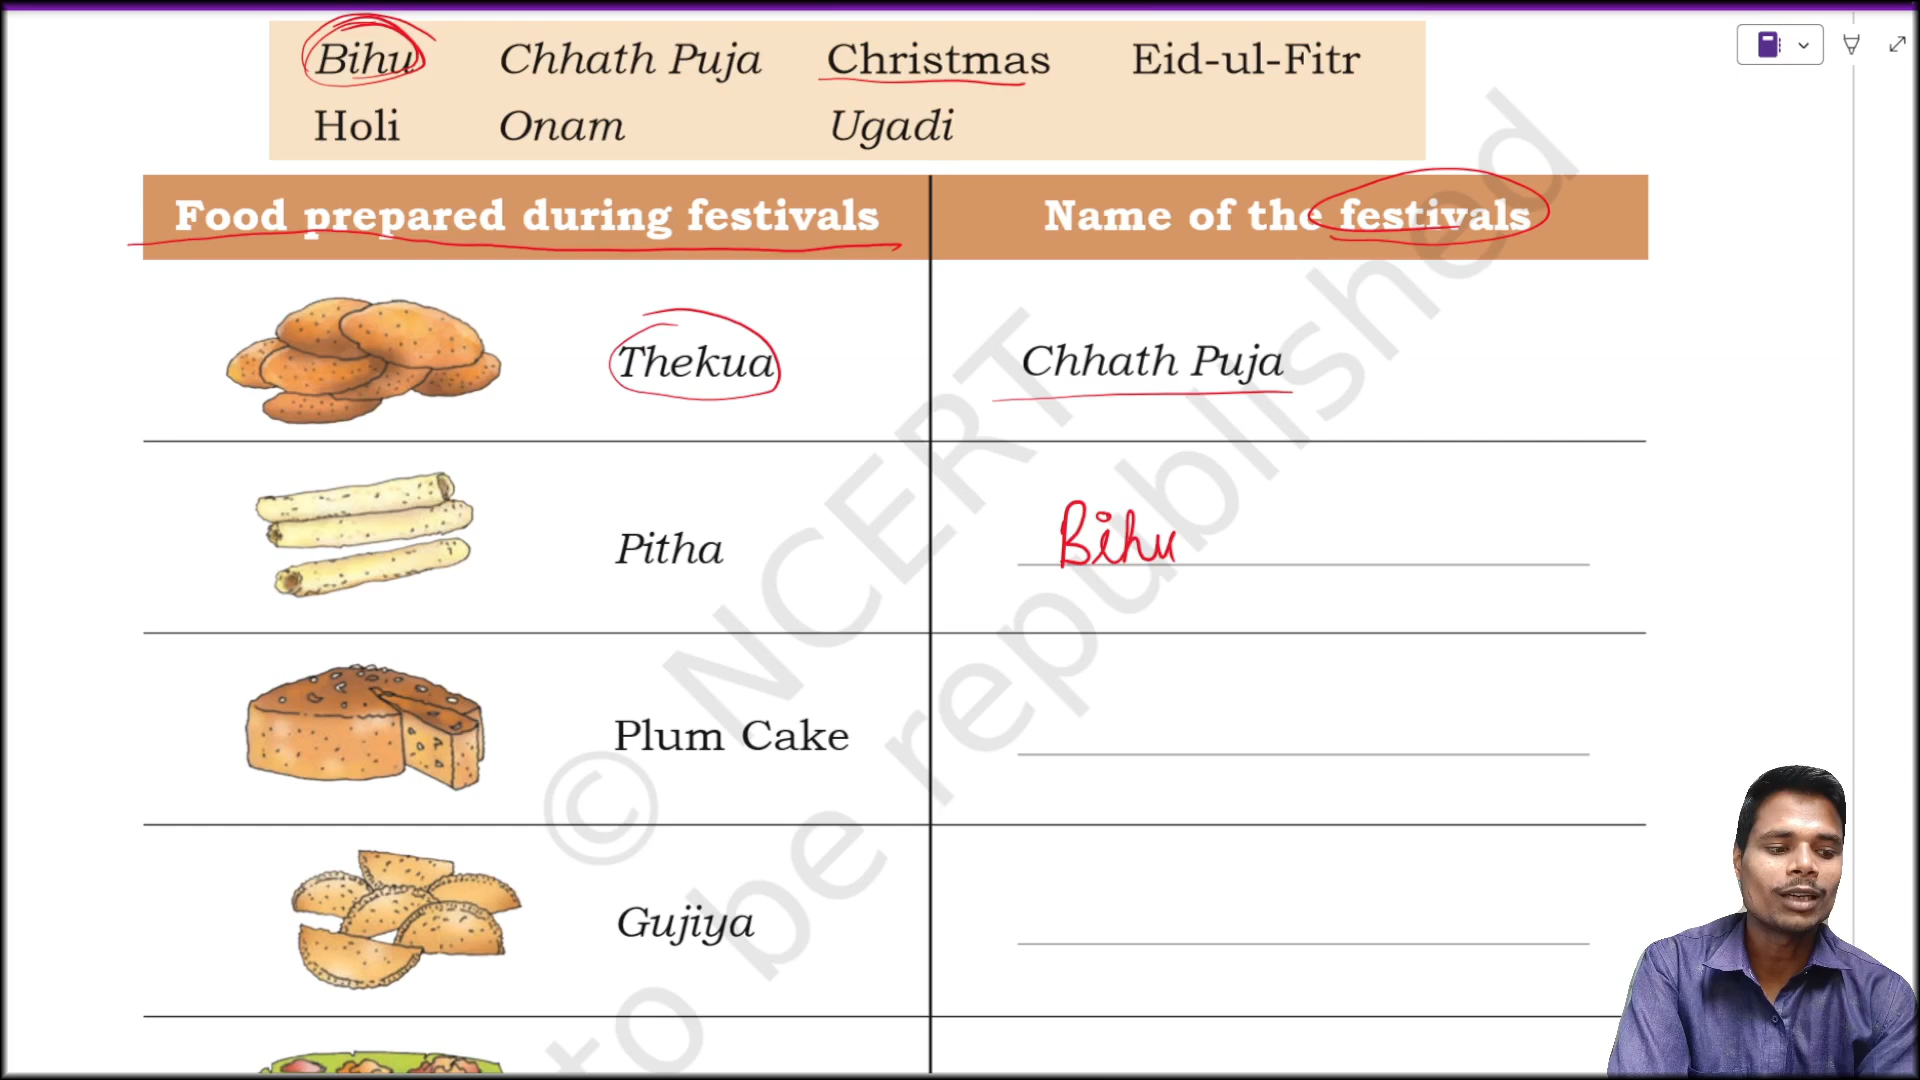 Bihu Chhath Puja Christmas Eid-ul-Fitr
Holi Onam Ugadi
Food prepared during festivals Name of the festivals
Thekua Chhath Puja
Pitha Bihu
Plum Cake
Gujiya
© NCERT
to be republished